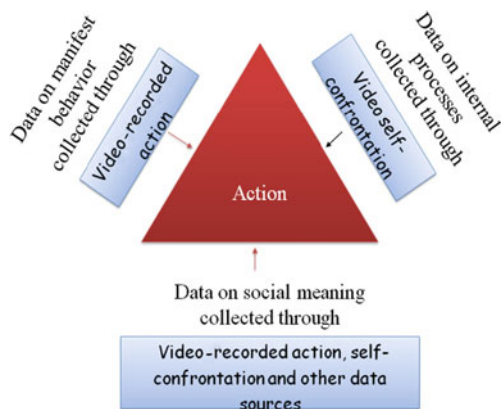 Data on manifest
behavior
collected through
Video-recorded
action
Data on internal
processes
collected through
Video self-
confrontation
Action
Data on social meaning
collected through
Video-recorded action, self-
confrontation and other data
sources